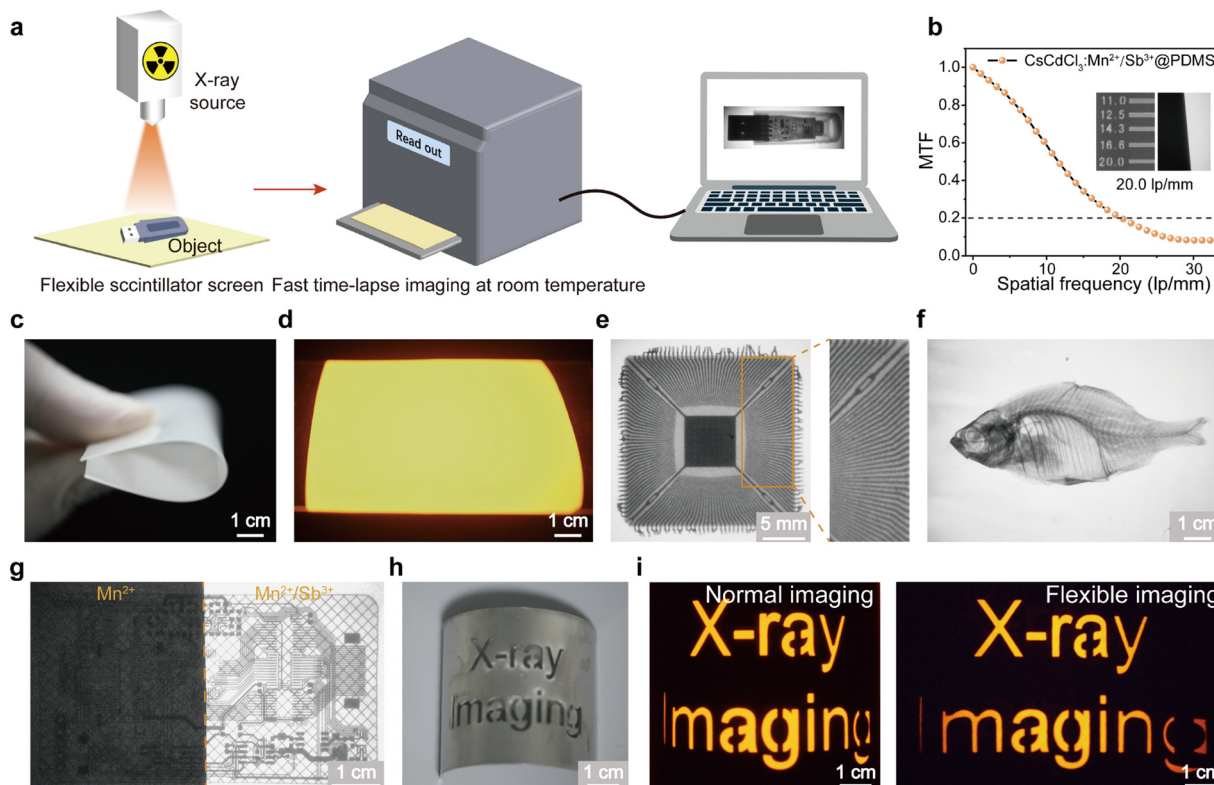 a
X-ray
source
Object
Flexible sccintillator screen
Read out
Fast time-lapse imaging at room temperature
b
CsCdCl₃:Mn²⁺/Sb³⁺@PDMS
MTF
1.0
0.8
0.6
0.4
0.2
0.0
11.0
12.5
14.3
16.6
20.0
20.0 lp/mm
0 10 20 30
Spatial frequency (lp/mm)
c
1 cm
d
1 cm
e
5 mm
f
1 cm
g
Mn²⁺
Mn²⁺/Sb³⁺
1 cm
h
X-ray
Imaging
1 cm
i
Normal imaging
X-ray
Imaging
1 cm
Flexible imaging
X-ray
Imaging
1 cm